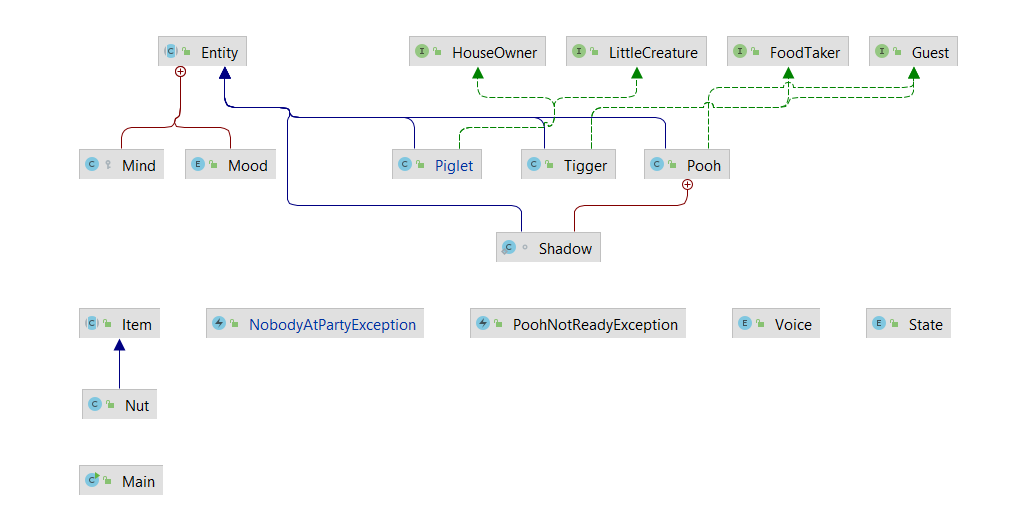 Entity
HouseOwner
LittleCreature
FoodTaker
Guest
Mind
Mood
Piglet
Tigger
Pooh
Shadow
Item
NobodyAtPartyException
PoohNotReadyException
Voice
State
Nut
Main